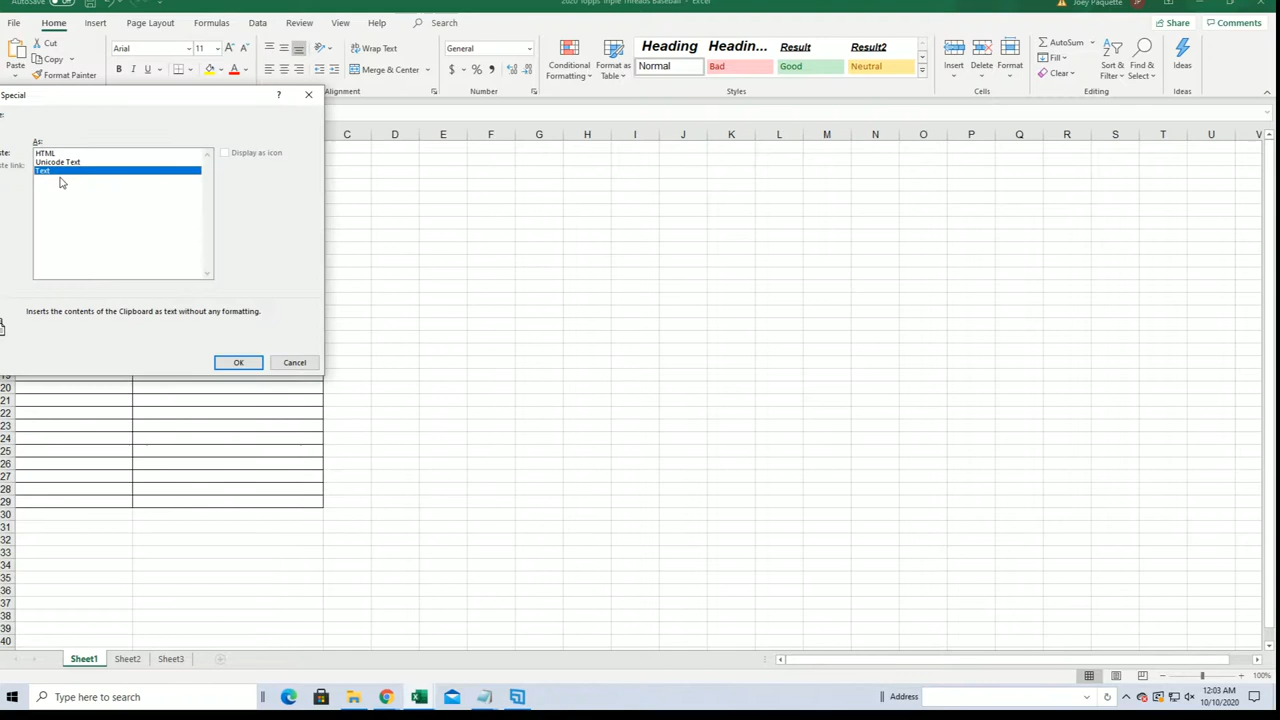 AutoSave Off 2020 Topps Triple Threads Baseball - Excel Joey Paquette JP
File Home Insert Page Layout Formulas Data Review View Help Search Share Comments
Paste Cut Copy Format Painter
Arial 11 A A B I U A
Wrap Text Merge & Center Alignment
General $ % Number
Conditional Formatting Format as Table
Heading Headin... Result Result2
Normal Bad Good Neutral
Styles
Insert Delete Format Cells
AutoSum Fill Clear Sort & Filter Find & Select Editing
Ideas
Special ?
As:
HTML
Unicode Text
Text
Display as icon
Inserts the contents of the Clipboard as text without any formatting.
OK Cancel
C D E F G H I J K L M N O P Q R S T U V
20
21
22
23
24
25
26
27
28
29
30
31
32
33
34
35
36
37
38
39
40
Sheet1 Sheet2 Sheet3
100%
Type here to search Address 12:03 AM
10/10/2020